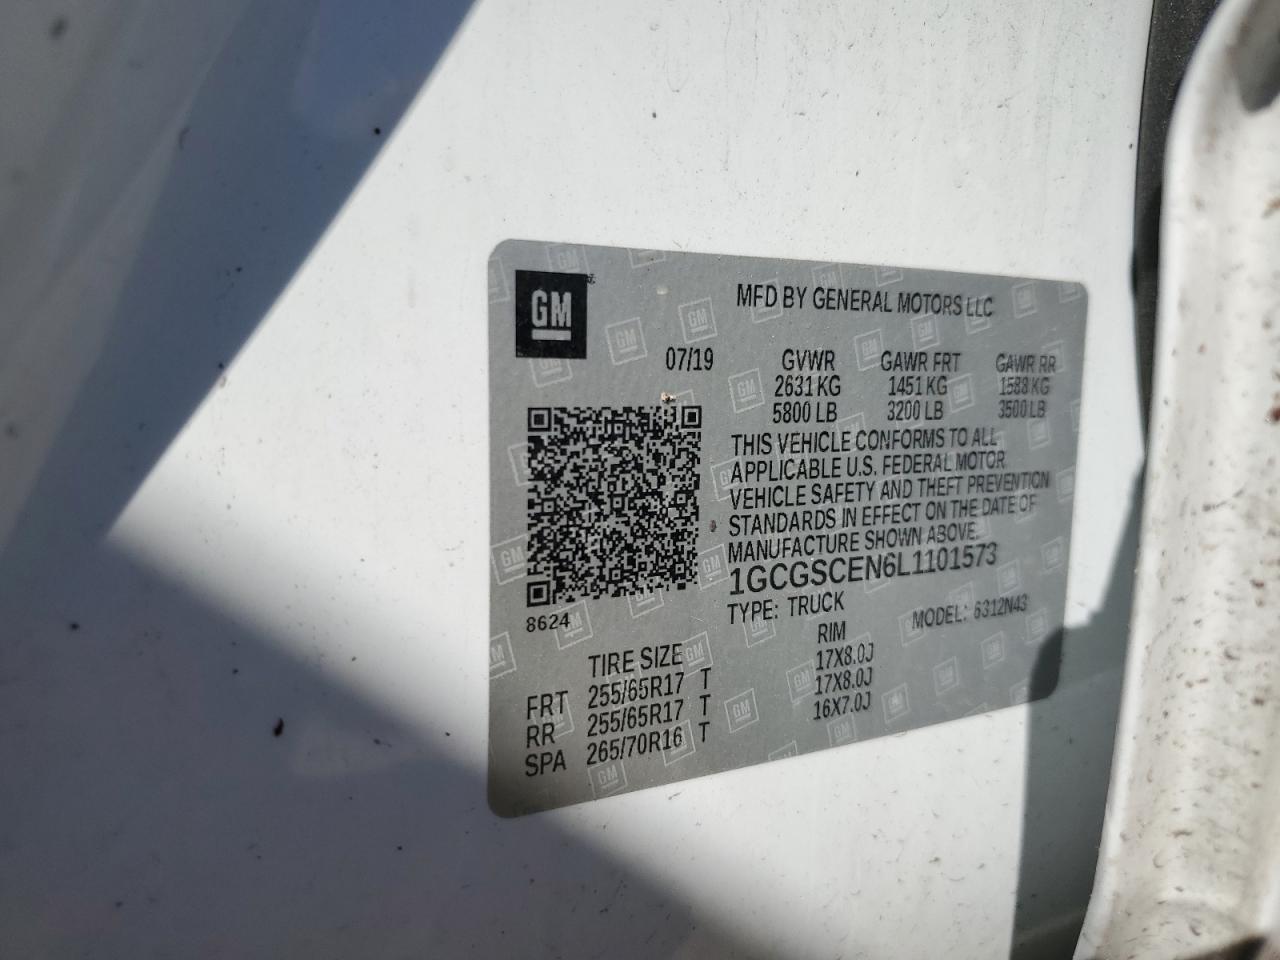 GM
MFD BY GENERAL MOTORS LLC
07/19 GVWR GAWR FRT GAWR RR
2631 KG 1451 KG 1588 KG
5800 LB 3200 LB 3500 LB
THIS VEHICLE CONFORMS TO ALL
APPLICABLE U.S. FEDERAL MOTOR
VEHICLE SAFETY AND THEFT PREVENTION
STANDARDS IN EFFECT ON THE DATE OF
MANUFACTURE SHOWN ABOVE.
1GCGSCEN6L1101573
TYPE: TRUCK MODEL: 6312N43
8624
TIRE SIZE RIM
FRT 255/65R17 T 17X8.0J
RR 255/65R17 T 17X8.0J
SPA 265/70R16 T 16X7.0J